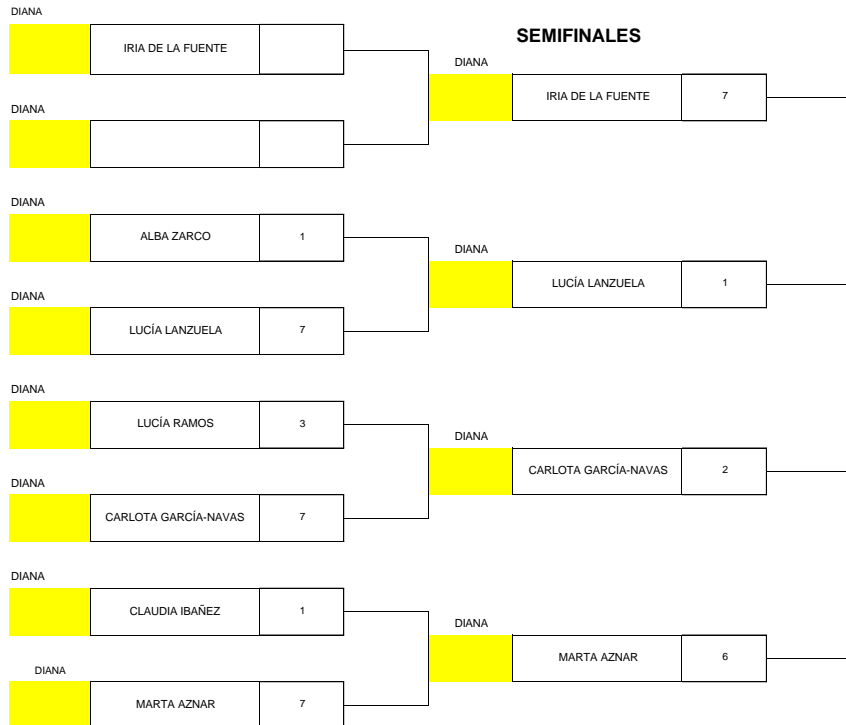 DIANA
IRIA DE LA FUENTE
SEMIFINALES
DIANA
IRIA DE LA FUENTE 7
DIANA
DIANA
ALBA ZARCO 1
DIANA
LUCÍA LANZUELA 1
DIANA
LUCÍA LANZUELA 7
DIANA
LUCÍA RAMOS 3
DIANA
CARLOTA GARCÍA-NAVAS 2
DIANA
CARLOTA GARCÍA-NAVAS 7
DIANA
CLAUDIA IBAÑEZ 1
DIANA
MARTA AZNAR 6
DIANA
MARTA AZNAR 7